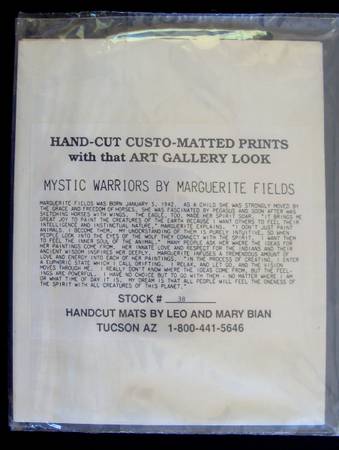 HAND-CUT CUSTO-MATTED PRINTS
with that ART GALLERY LOOK
MYSTIC WARRIORS BY MARGUERITE FIELDS
MARGUERITE FIELDS WAS BORN JANUARY 5, 1942. AS A CHILD SHE WAS STRONGLY MOVED BY
THE GRACE AND FREEDOM OF HORSES. SHE WAS FASCINATED BY PEGASUS AND SOON AFTER WAS
SKETCHING HORSES WITH WINGS. THE EAGLE, TOO, MADE HER SPIRIT SOAR. "IT BRINGS ME
GREAT JOY TO PAINT THE CREATURES OF THE EARTH BECAUSE I WANT OTHERS TO FEEL THEIR
INTELLIGENCE AND INSTINCTUAL NATURE," MARGUERITE EXPLAINS. "I DON'T JUST PAINT
ANIMALS, I BECOME THEM. MY UNDERSTANDING OF THEM IS PURELY INTUITIVE, SO WHEN
PEOPLE LOOK INTO THE EYES OF THE WOLF THEY CONNECT WITH THE SPIRIT. I WANT THEM
TO FEEL THE INNER SOUL OF THE ANIMAL." MANY PEOPLE ASK HER WHERE THE IDEAS FOR
HER PAINTINGS COME FROM. HER INNATE LOVE AND RESPECT FOR THE INDIANS AND THEIR
ANCIENT WISDOM INSPIRES HER DEEPLY. MARGUERITE INFUSES A TREMENDOUS AMOUNT OF
LOVE AND ENERGY INTO EACH OF HER PAINTINGS. "IN THE PROCESS OF CREATING, I ENTER
A EUPHORIC STATE WHICH I CALL DRIFTING. I RELAX, AND LET GO, AND THE VISION
MOVES THROUGH ME. I REALLY DON'T KNOW WHERE THE IDEAS COME FROM, BUT THE FEEL-
INGS ARE POWERFUL. I HAVE NO CHOICE BUT TO GO WITH THEM - NO MATTER WHERE I AM
OR WHAT TIME OF DAY IT IS. MY DREAM IS THAT ALL PEOPLE WILL FEEL THE ONENESS OF
THE SPIRIT WITH ALL CREATURES OF THIS PLANET."
STOCK # 38
HANDCUT MATS BY LEO AND MARY BIAN
TUCSON AZ 1-800-441-5646